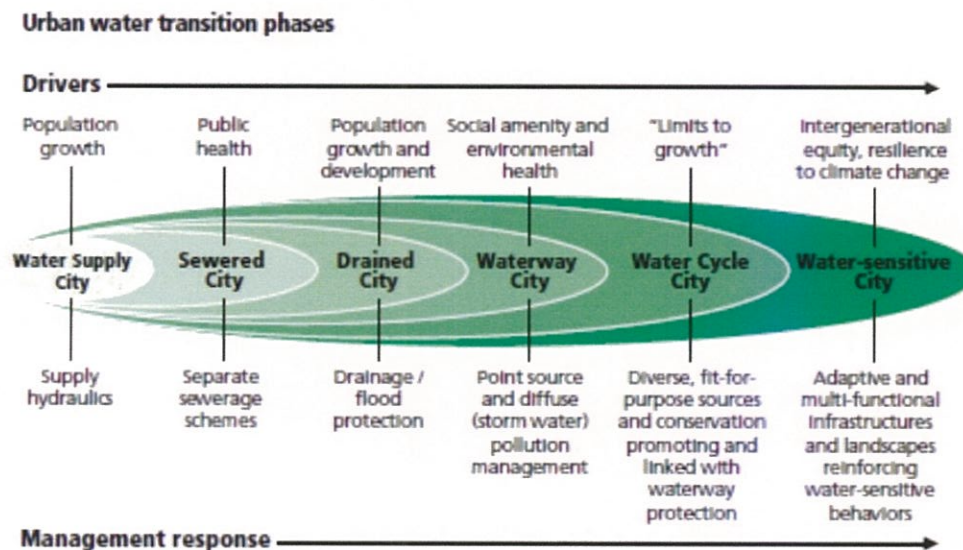 Urban water transition phases
Drivers
Population
growth
Public
health
Population
growth and
development
Social amenity and
environmental
health
"Limits to
growth"
Intergenerational
equity, resilience
to climate change
Water Supply
City
Sewered
City
Drained
City
Waterway
City
Water Cycle
City
Water-sensitive
City
Supply
hydraulics
Separate
sewerage
schemes
Drainage /
flood
protection
Point source
and diffuse
(storm water)
pollution
management
Diverse, fit-for-
purpose sources
and conservation
promoting and
linked with
waterway
protection
Adaptive and
multi-functional
infrastructures
and landscapes
reinforcing
water-sensitive
behaviors
Management response